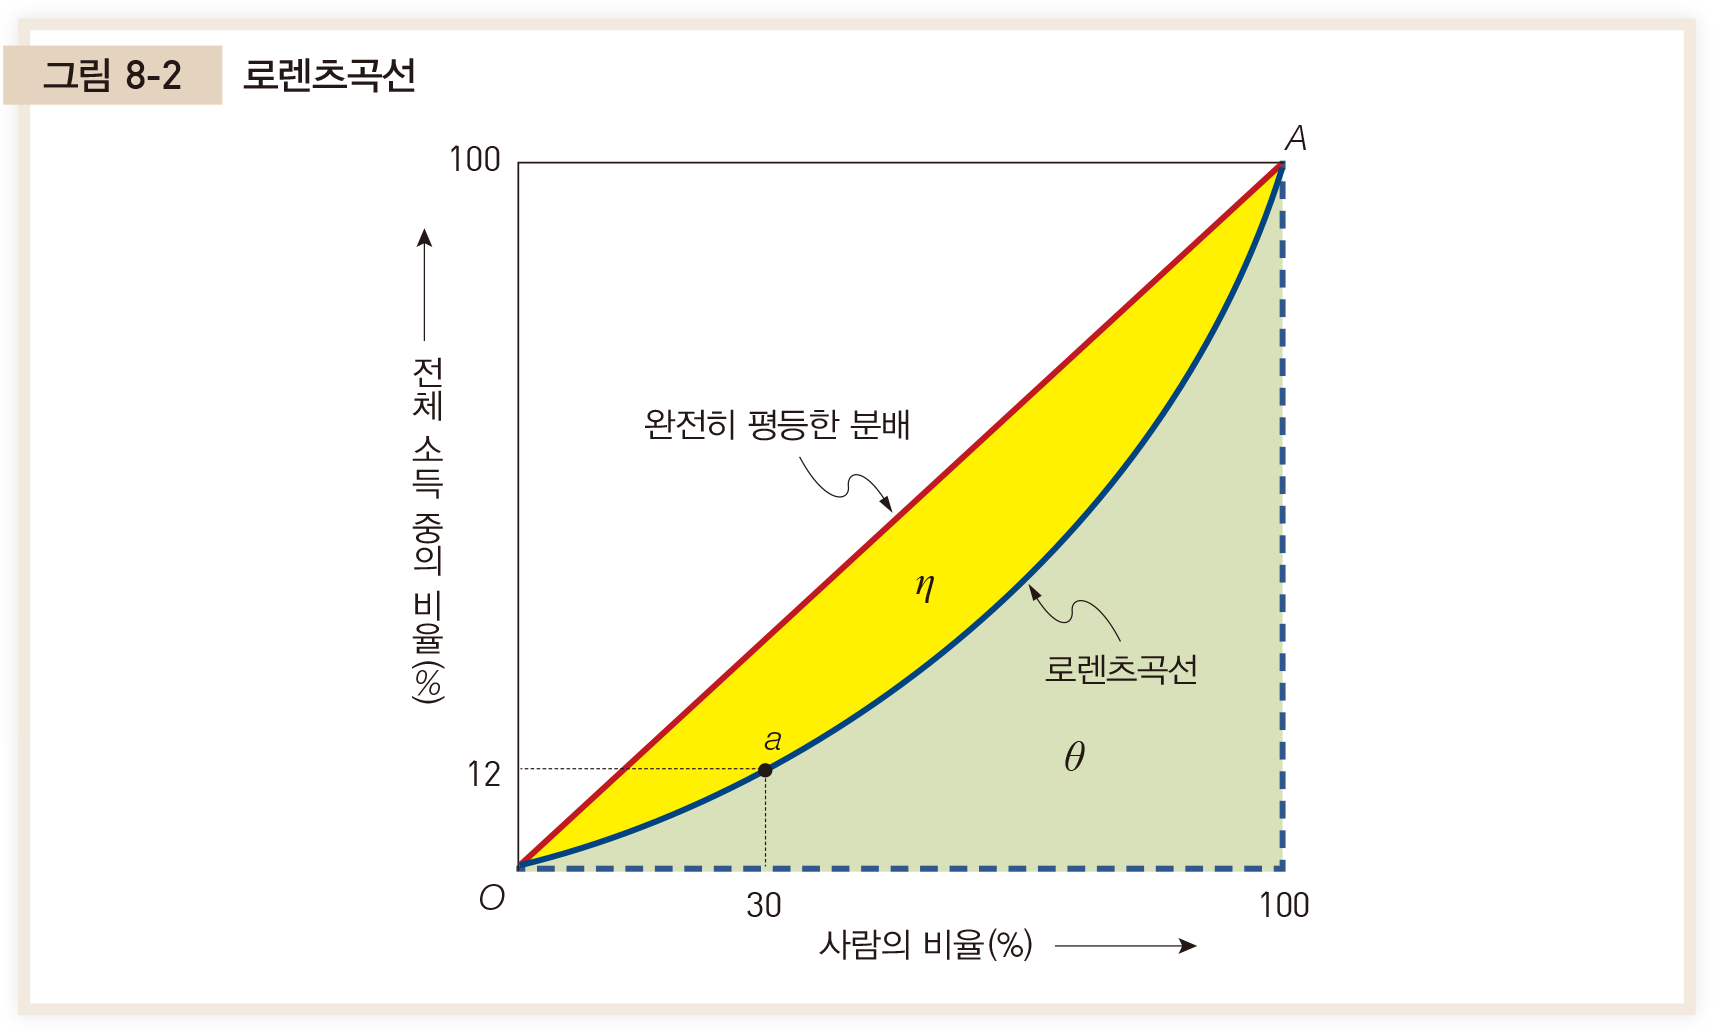 그림 8-2 로렌츠곡선
A
100
전체 소득 중의 비율(%)
완전히 평등한 분배
η
로렌츠곡선
a
θ
12
O
30
100
사람의 비율(%)